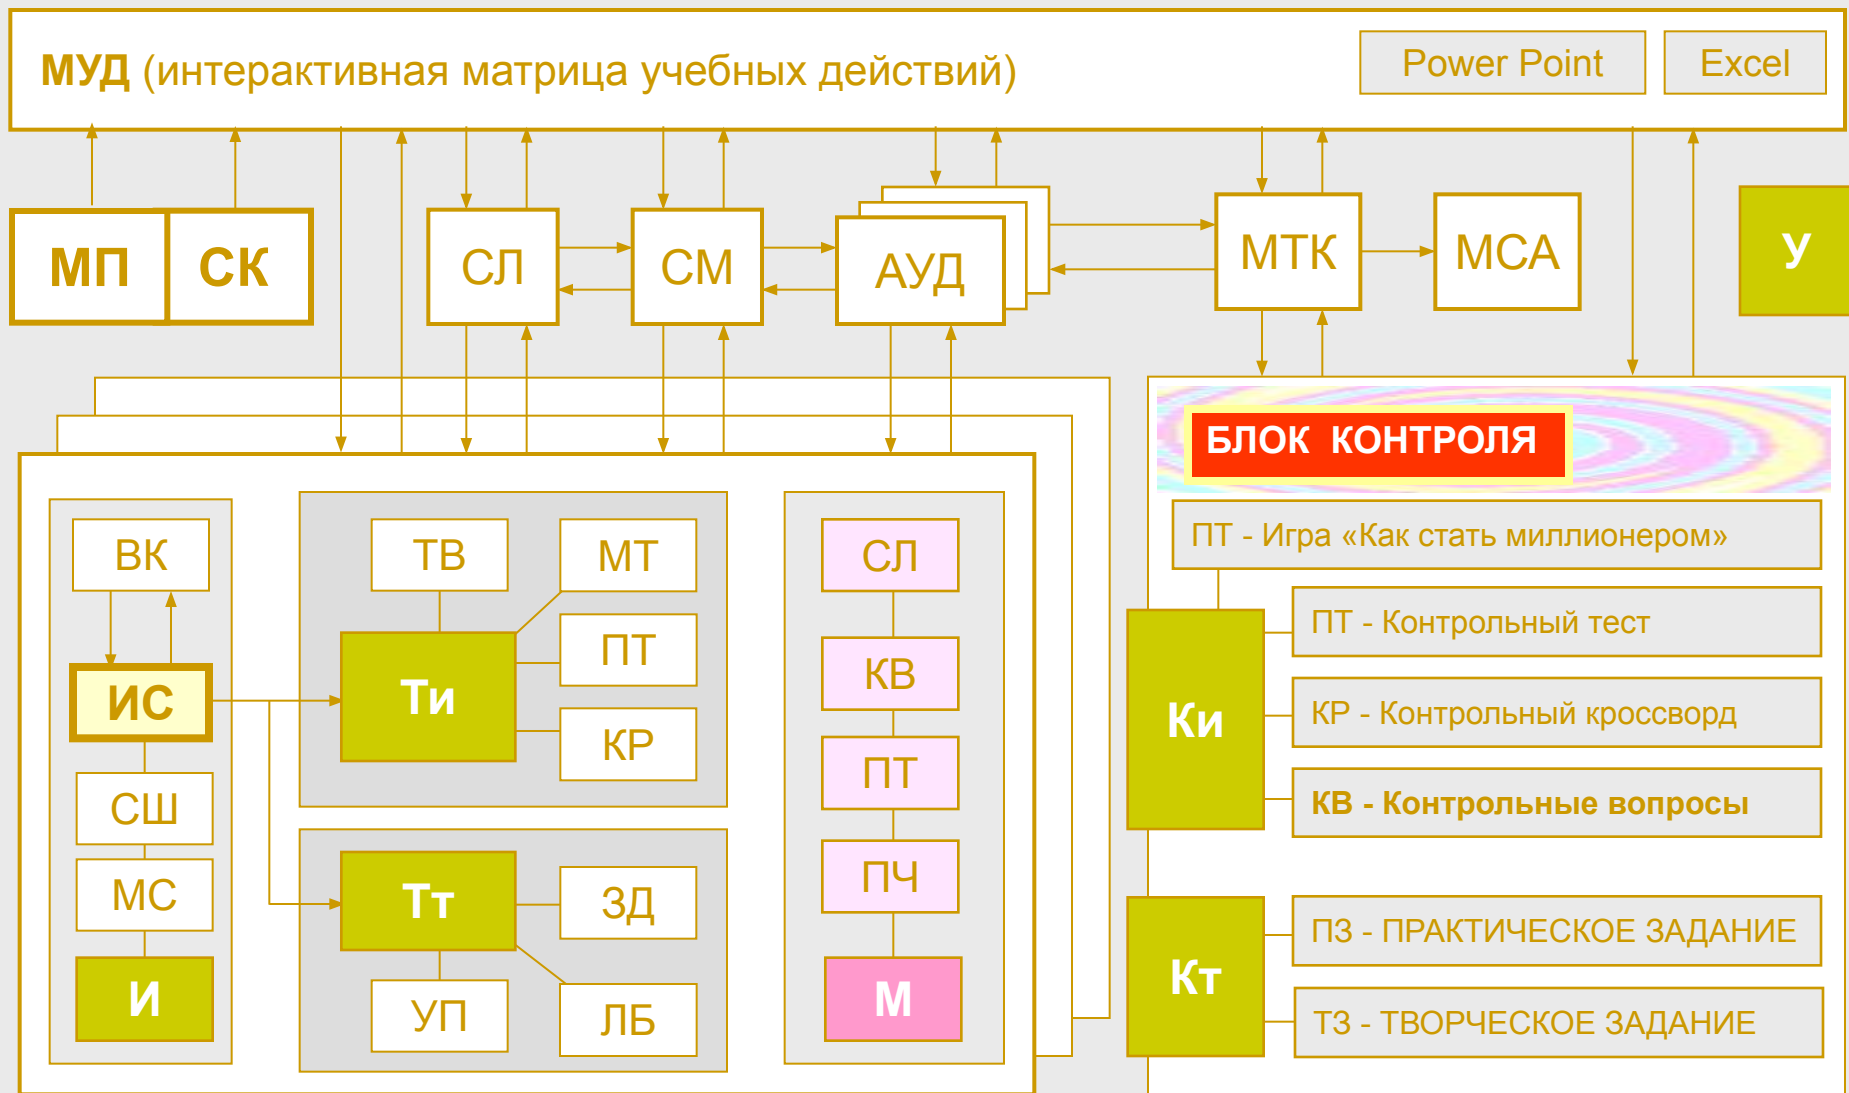 МУД (интерактивная матрица учебных действий)
Power Point
Excel
МП
СК
СЛ
СМ
АУД
МТК
МСА
У
БЛОК КОНТРОЛЯ
ПТ - Игра «Как стать миллионером»
ПТ - Контрольный тест
Ки
КР - Контрольный кроссворд
КВ - Контрольные вопросы
Кт
ПЗ - ПРАКТИЧЕСКОЕ ЗАДАНИЕ
ТЗ - ТВОРЧЕСКОЕ ЗАДАНИЕ
ВК
ИС
СШ
МС
И
ТВ
МТ
ПТ
Ти
КР
Тт
ЗД
УП
ЛБ
СЛ
КВ
ПТ
ПЧ
М